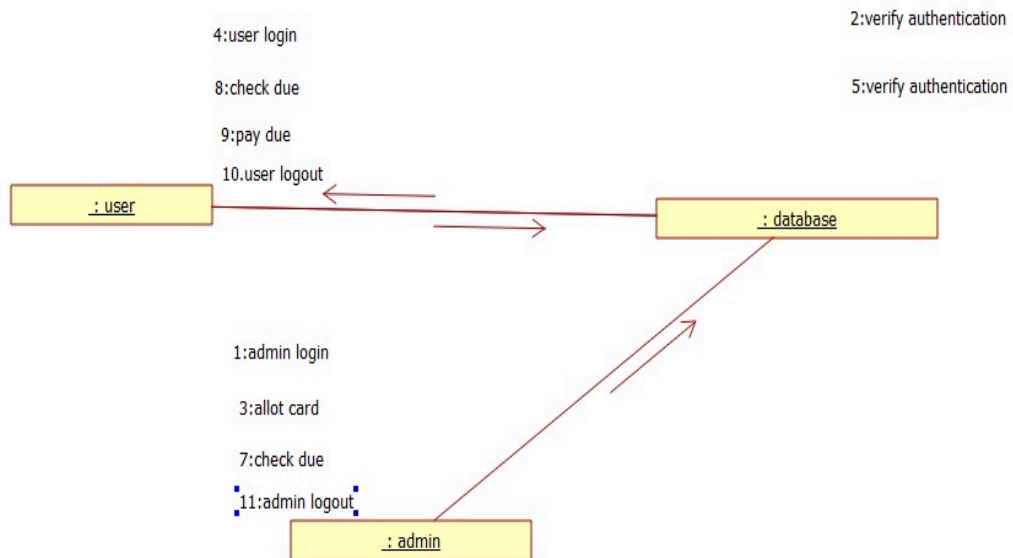 4:user login
8:check due
9:pay due
10.user logout
2:verify authentication
5:verify authentication
: user
: database
1:admin login
3:allot card
7:check due
11:admin logout
: admin